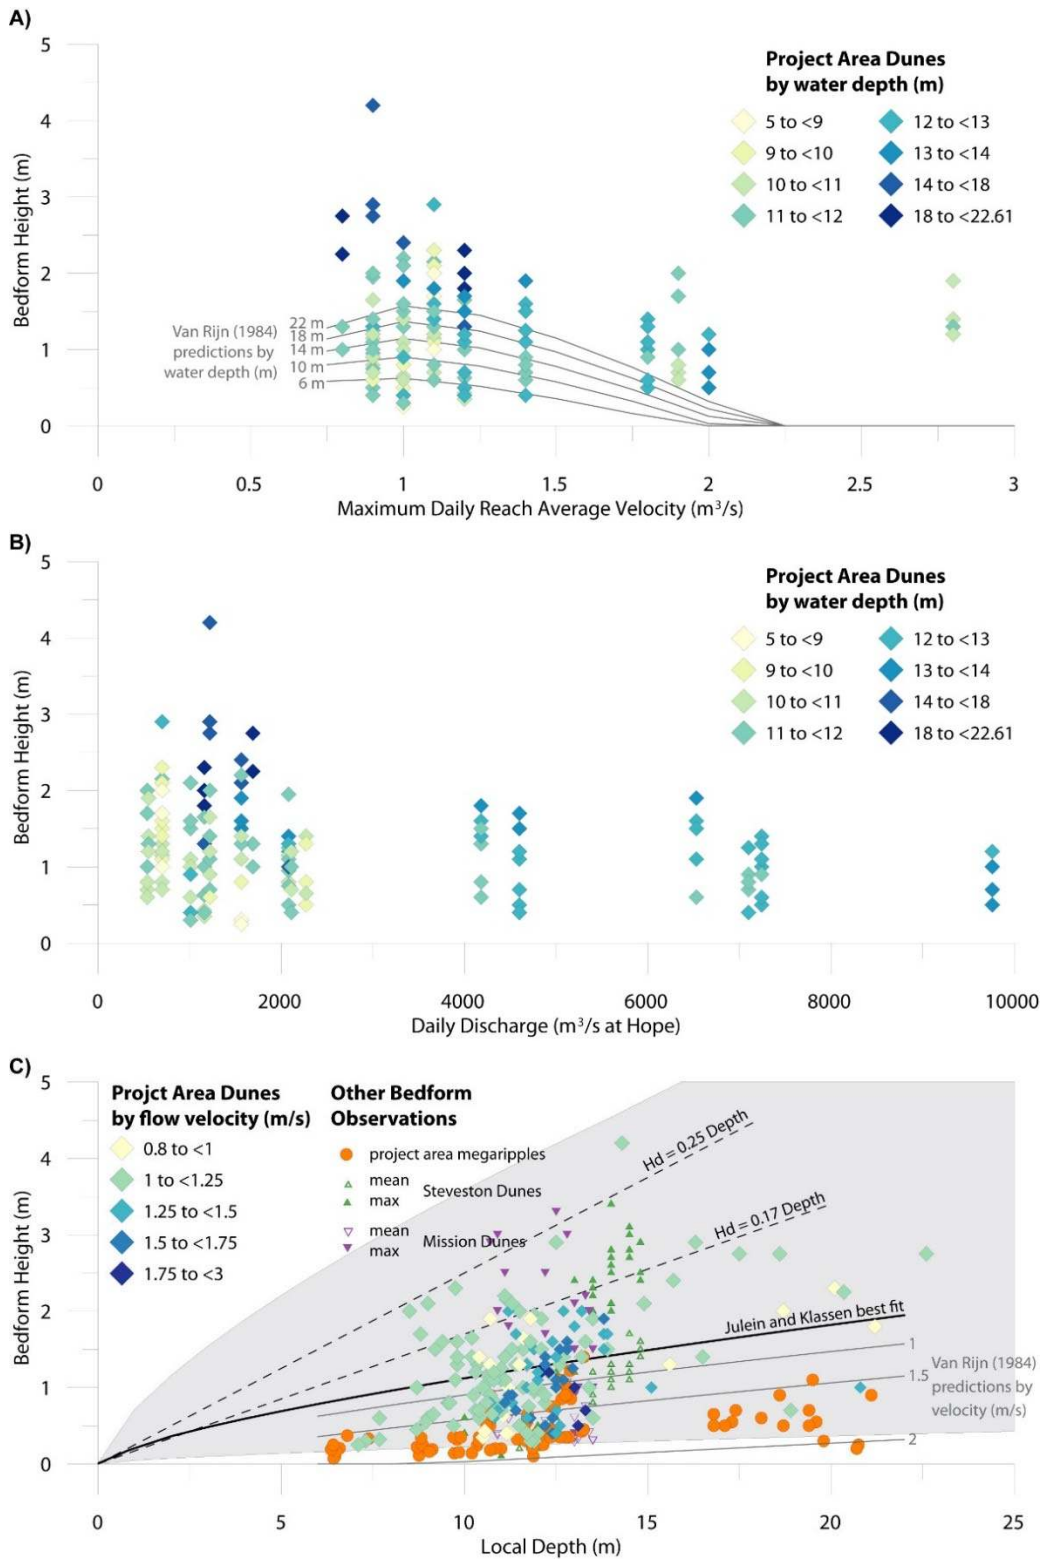 A)
5
4
3
2
1
0
Bedform Height (m)
Project Area Dunes
by water depth (m)
5 to <9
12 to <13
9 to <10
13 to <14
10 to <11
14 to <18
11 to <12
18 to <22.61
Van Rijn (1984)
predictions by
water depth (m)
22 m
18 m
14 m
10 m
6 m
0
0.5
1
1.5
2
2.5
3
Maximum Daily Reach Average Velocity (m³/s)
B)
5
4
3
2
1
0
Bedform Height (m)
Project Area Dunes
by water depth (m)
5 to <9
12 to <13
9 to <10
13 to <14
10 to <11
14 to <18
11 to <12
18 to <22.61
0
2000
4000
6000
8000
10000
Daily Discharge (m³/s at Hope)
C)
5
4
3
2
1
0
Bedform Height (m)
Projct Area Dunes
by flow velocity (m/s)
0.8 to <1
1 to <1.25
1.25 to <1.5
1.5 to <1.75
1.75 to <3
Other Bedform
Observations
project area megaripples
mean
max
Steveston Dunes
mean
max
Mission Dunes
Hd = 0.25 Depth
Hd = 0.17 Depth
Julein and Klassen best fit
1
1.5
2
Van Rijn (1984)
predictions by
velocity (m/s)
0
5
10
15
20
25
Local Depth (m)